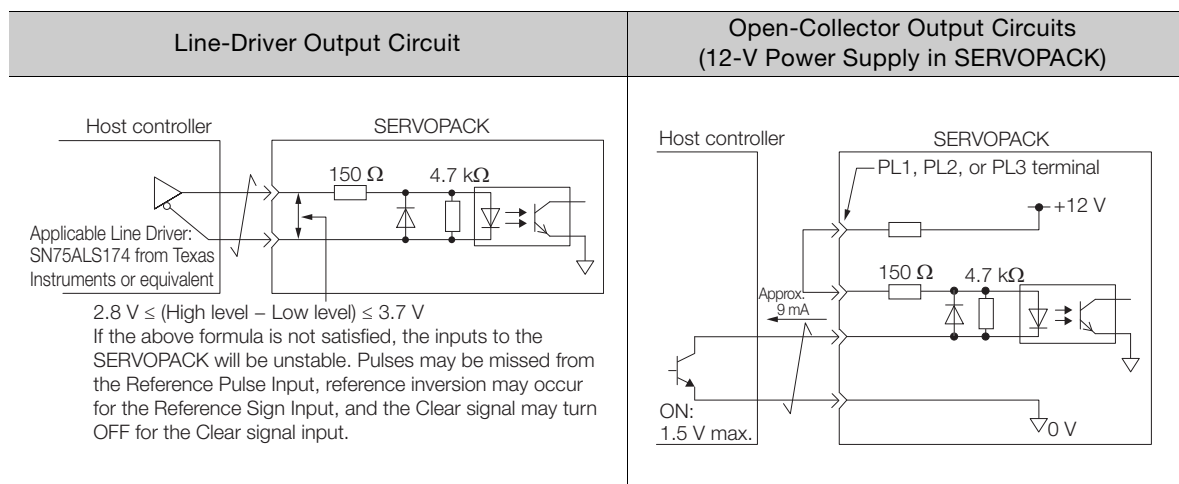 Line-Driver Output Circuit
Open-Collector Output Circuits
(12-V Power Supply in SERVOPACK)
Host controller
SERVOPACK
150 Ω
4.7 kΩ
Applicable Line Driver:
SN75ALS174 from Texas
Instruments or equivalent
2.8 V ≤ (High level – Low level) ≤ 3.7 V
If the above formula is not satisfied, the inputs to the
SERVOPACK will be unstable. Pulses may be missed from
the Reference Pulse Input, reference inversion may occur
for the Reference Sign Input, and the Clear signal may turn
OFF for the Clear signal input.
Host controller
SERVOPACK
PL1, PL2, or PL3 terminal
+12 V
150 Ω
4.7 kΩ
Approx.
9 mA
ON:
1.5 V max.
0 V